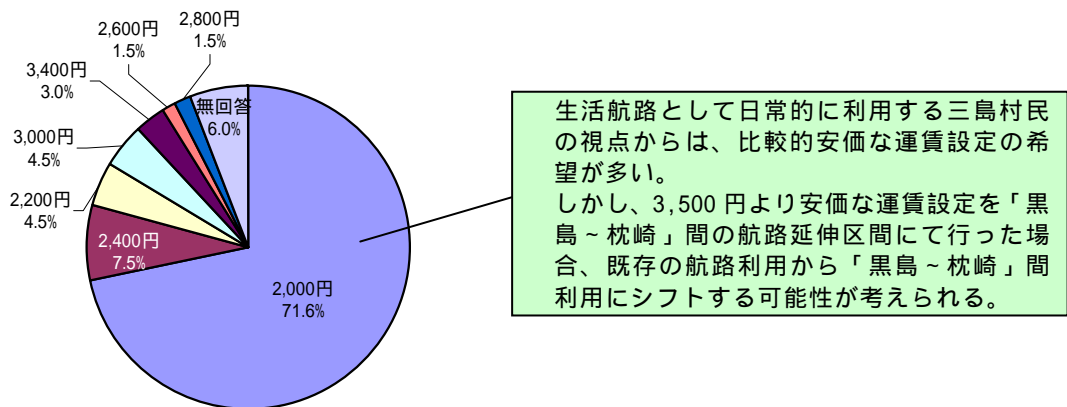 2,800円
1.5%
2,600円
1.5%
3,400円
3.0%
3,000円
4.5%
2,200円
4.5%
2,400円
7.5%
無回答
6.0%
2,000円
71.6%
生活航路として日常的に利用する三島村民
の視点からは、比較的安価な運賃設定の希
望が多い。
しかし、3,500 円より安価な運賃設定を「黒
島~枕崎」間の航路延伸区間にて行った場
合、既存の航路利用から「黒島~枕崎」間
利用にシフトする可能性が考えられる。